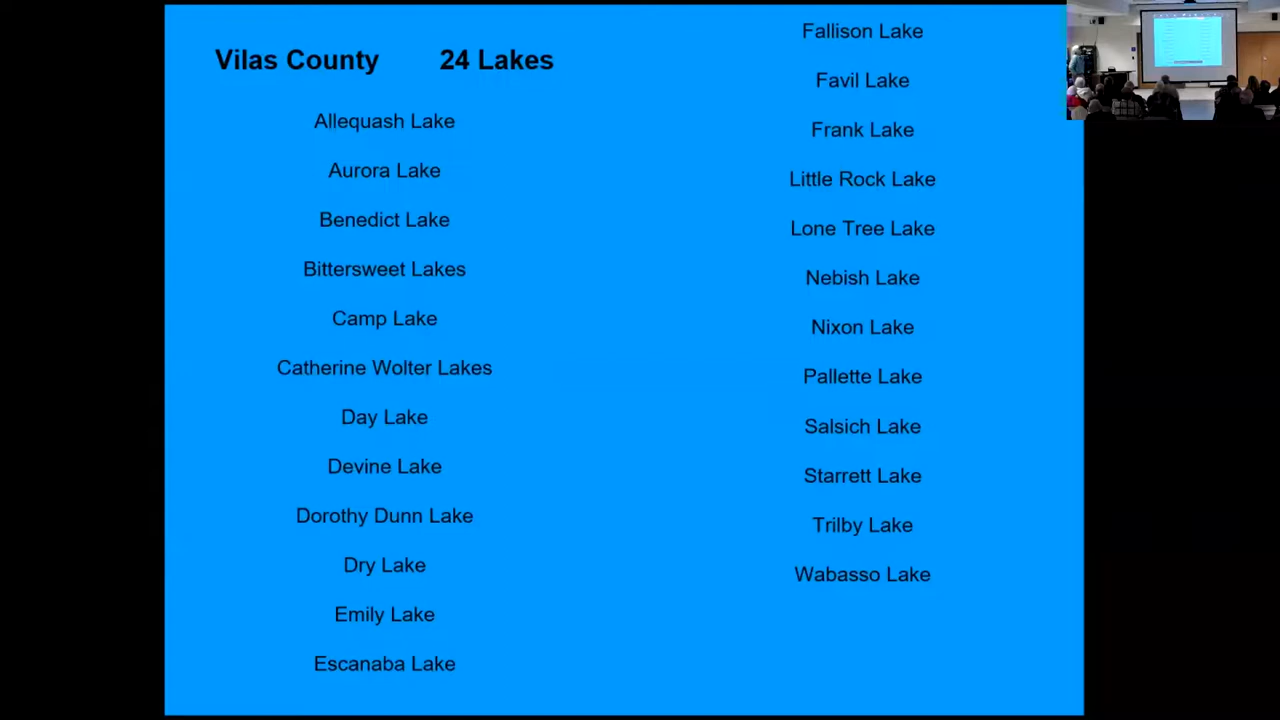 Vilas County 24 Lakes
Allequash Lake
Aurora Lake
Benedict Lake
Bittersweet Lakes
Camp Lake
Catherine Wolter Lakes
Day Lake
Devine Lake
Dorothy Dunn Lake
Dry Lake
Emily Lake
Escanaba Lake
Fallison Lake
Favil Lake
Frank Lake
Little Rock Lake
Lone Tree Lake
Nebish Lake
Nixon Lake
Pallette Lake
Salsich Lake
Starrett Lake
Trilby Lake
Wabasso Lake